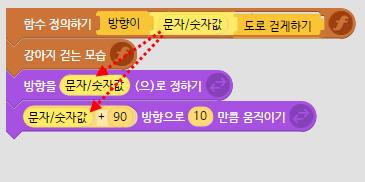 함수 정의하기 방향이 문자/숫자값 도로 걷게하기
강아지 걷는 모습
방향을 문자/숫자값 (으)로 정하기
문자/숫자값 + 90 방향으로 10 만큼 움직이기